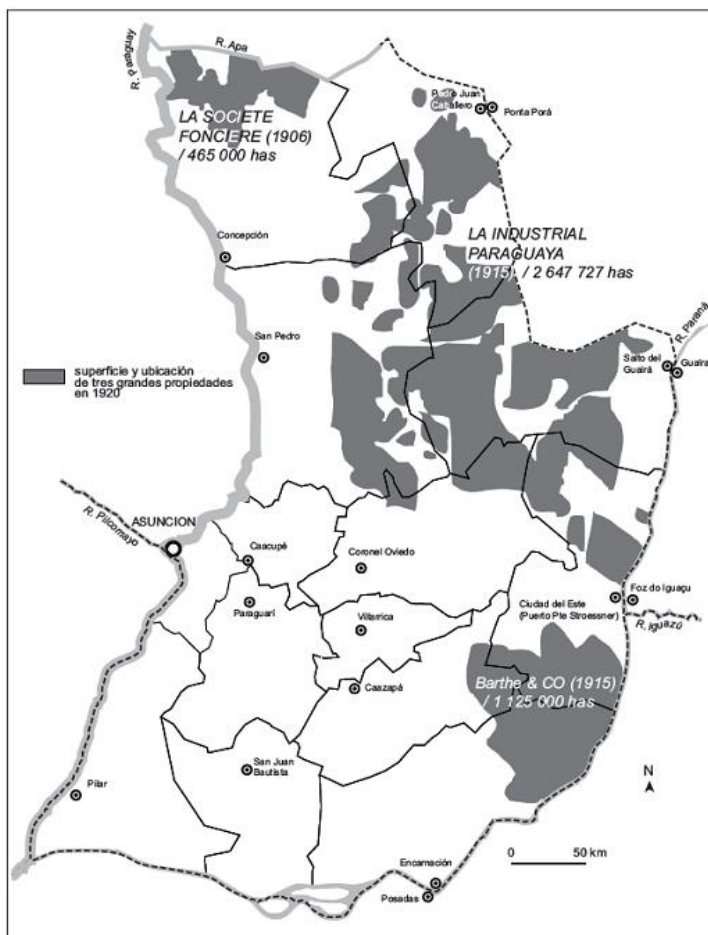 R. Paraguay
R. Apa
Pedro Juan
Caballero
Ponta Porá
LA SOCIETE
FONCIERE (1906)
/ 465 000 has
LA INDUSTRIAL
PARAGUAYA
(1915) / 2 647 727 has
Concepción
R. Paraná
San Pedro
Salto del
Guairá
Guaíra
superficie y ubicación
de tres grandes propiedades
en 1920
R. Pilcomayo
ASUNCION
Caacupé
Coronel Oviedo
Paraguarí
Villarrica
Ciudad del Este
(Puerto Pte Stroessner)
Foz do Iguaçu
R. Iguazú
Caazapá
Barthe & CO (1915)
/ 1 125 000 has
San Juan
Bautista
Pilar
N
0 50 km
Encarnación
Posadas